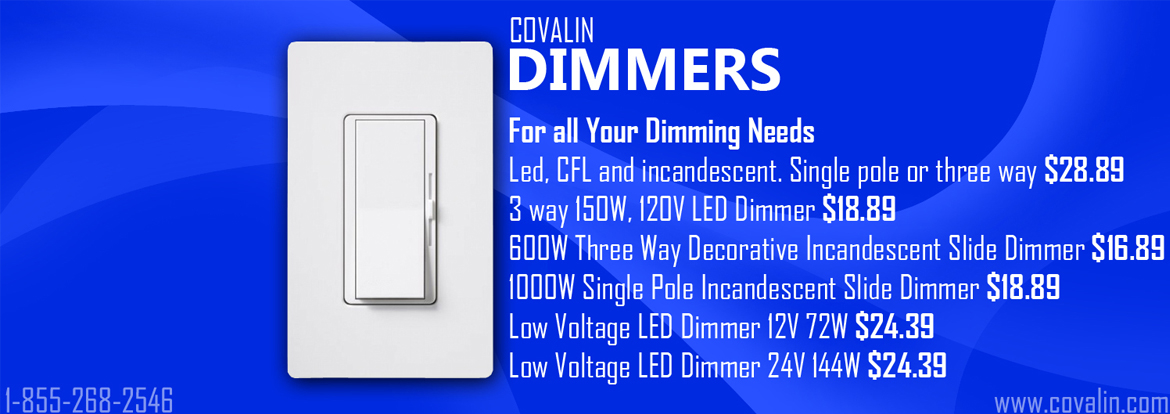 COVALIN
DIMMERS
For all Your Dimming Needs
Led, CFL and incandescent. Single pole or three way $28.89
3 way 150W, 120V LED Dimmer $18.89
600W Three Way Decorative Incandescent Slide Dimmer $16.89
1000W Single Pole Incandescent Slide Dimmer $18.89
Low Voltage LED Dimmer 12V 72W $24.39
Low Voltage LED Dimmer 24V 144W $24.39
1-855-268-2546
www.covalin.com